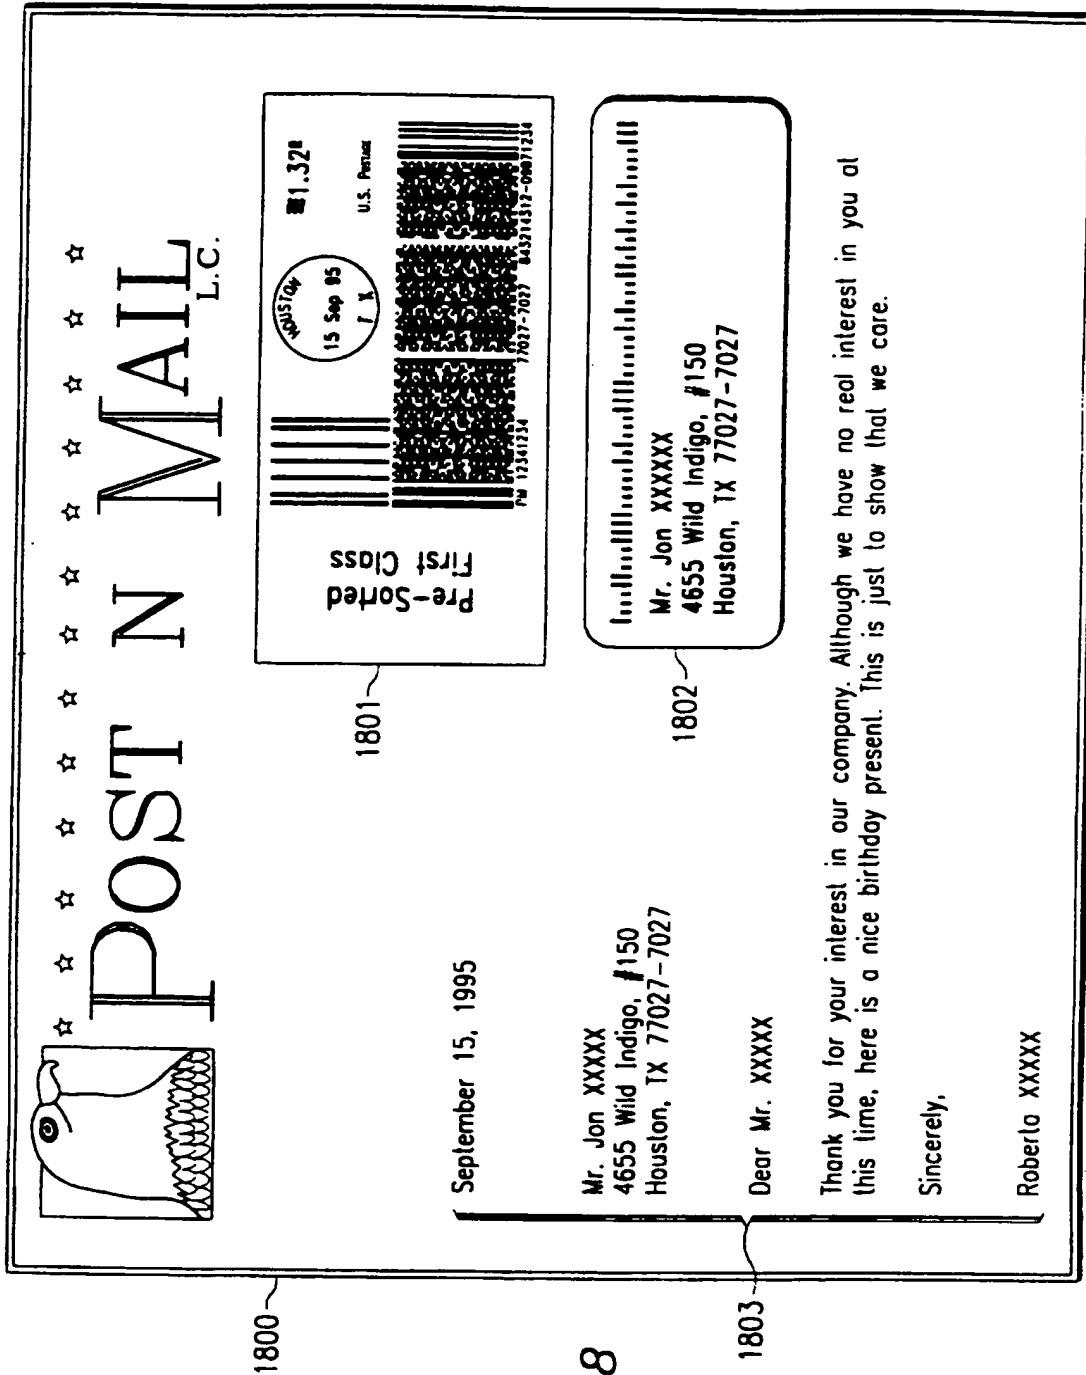 POST N MAIL
L.C.
Pre-Sorted
First Class
HOUSTON
15 Sep 95
T X
1.32
U.S. POSTAGE
PM 12341234
77027-7027
1801
Mr. Jon XXXXXX
4655 Wild Indigo, #150
Houston, TX 77027-7027
1802
September 15, 1995
Mr. Jon XXXXX
4655 Wild Indigo, #150
Houston, TX 77027-7027
Dear Mr. XXXXX
Thank you for your interest in our company. Although we have no real interest in you at
this time, here is a nice birthday present. This is just to show that we care.
Sincerely,
Roberta XXXXX
1800
1803
8